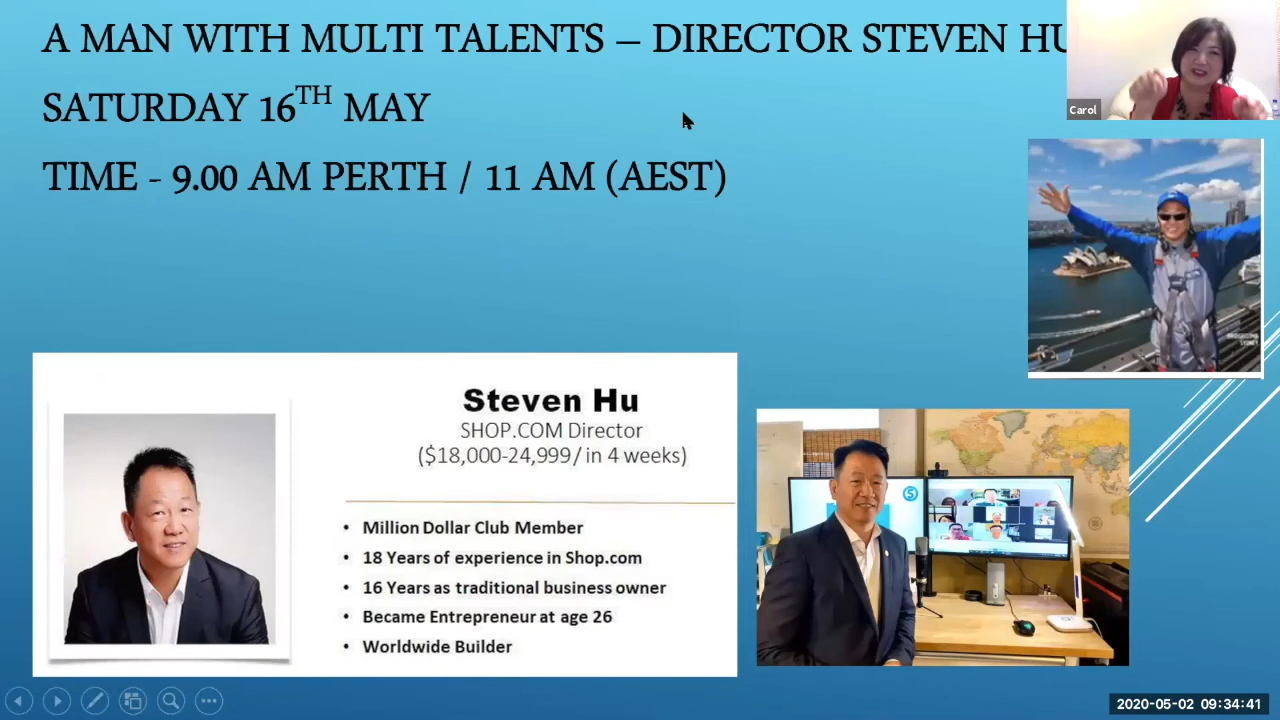 A MAN WITH MULTI TALENTS – DIRECTOR STEVEN HU
SATURDAY 16TH MAY
TIME - 9.00 AM PERTH / 11 AM (AEST)
Carol
Steven Hu
SHOP.COM Director
($18,000-24,999/ in 4 weeks)
• Million Dollar Club Member
• 18 Years of experience in Shop.com
• 16 Years as traditional business owner
• Became Entrepreneur at age 26
• Worldwide Builder
S
2020-05-02 09:34:41